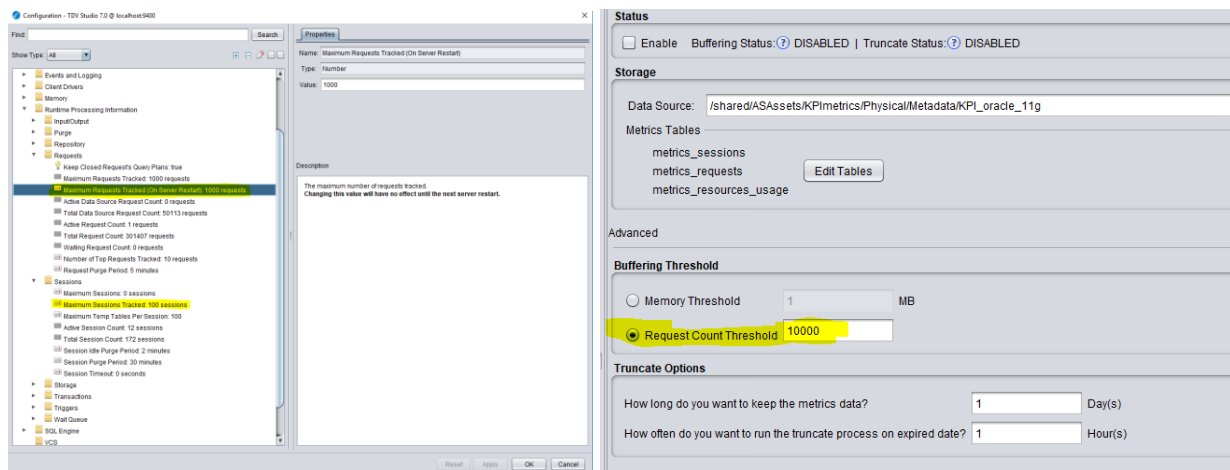 Configuration - TDV Studio 7.0 @ localhost:9400
Find:
Search
Show Type: All
Events and Logging
Client Drivers
Memory
Runtime Processing Information
Input/Output
Purge
Repository
Requests
Keep Closed Request's Query Plans: true
Maximum Requests Tracked: 1000 requests
Maximum Requests Tracked (On Server Restart): 1000 requests
Active Data Source Request Count: 0 requests
Total Data Source Request Count: 50113 requests
Active Request Count: 1 requests
Total Request Count: 301407 requests
Waiting Request Count: 0 requests
Number of Top Requests Tracked: 10 requests
Request Purge Period: 5 minutes
Sessions
Maximum Sessions: 0 sessions
Maximum Sessions Tracked: 100 sessions
Maximum Temp Tables Per Session: 100
Active Session Count: 12 sessions
Total Session Count: 172 sessions
Session Idle Purge Period: 2 minutes
Session Purge Period: 30 minutes
Session Timeout: 0 seconds
Storage
Transactions
Triggers
Wait Queue
SQL Engine
VCS
Properties
Name: Maximum Requests Tracked (On Server Restart)
Type: Number
Value: 1000
Description
The maximum number of requests tracked.
Changing this value will have no effect until the next server restart.
Reset Apply OK Cancel
Status
Enable Buffering Status: ? DISABLED | Truncate Status: ? DISABLED
Storage
Data Source: /shared/ASAssets/KPImetrics/Physical/Metadata/KPI_oracle_11g
Metrics Tables
metrics_sessions
metrics_requests
Edit Tables
metrics_resources_usage
Advanced
Buffering Threshold
Memory Threshold 1 MB
Request Count Threshold 10000
Truncate Options
How long do you want to keep the metrics data? 1 Day(s)
How often do you want to run the truncate process on expired date? 1 Hour(s)